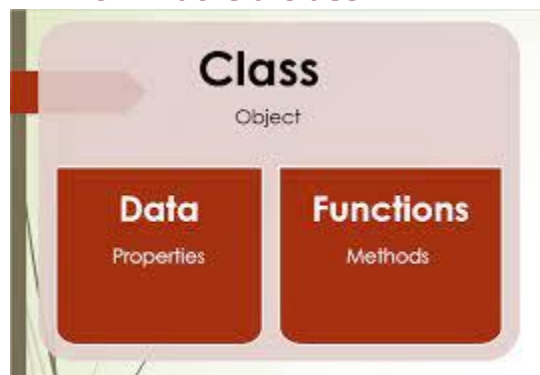 Class
Object
Data
Functions
Properties
Methods